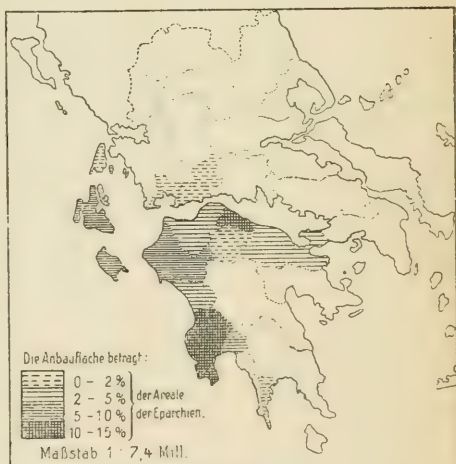 Die Anbaufläche beträgt:
0 – 2%
2 – 5% der Areale
5 – 10% der Eparchien.
10 – 15%
Maßstab 1 : 7,4 Mill.